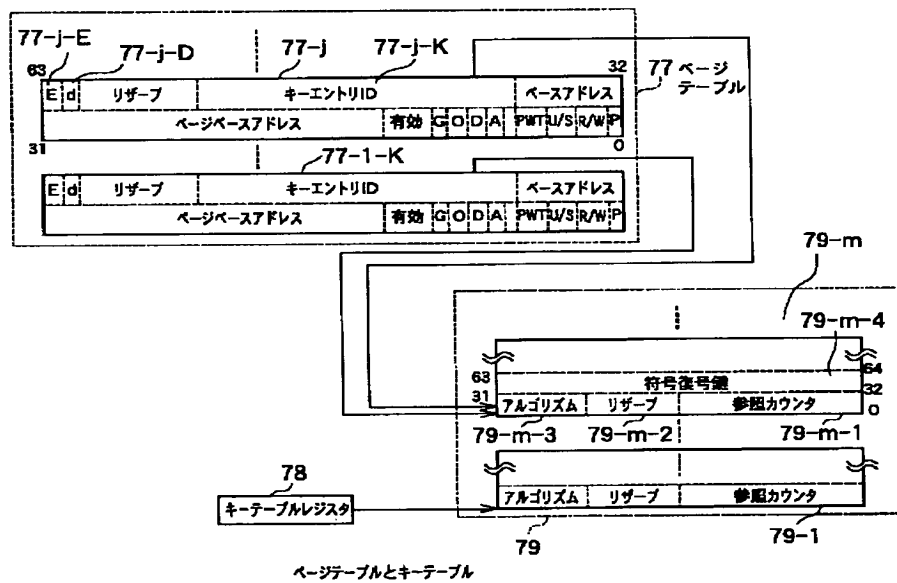 77-j-E
77-j-D
77-j
77-j-K
63
32
77 ページ
テーブル
E d リザーブ キーエントリID ベースアドレス
ページベースアドレス 有効 G O D A PWT U/S R/W P
31
0
77-1-K
E d リザーブ キーエントリID ベースアドレス
ページベースアドレス 有効 G O D A PWT U/S R/W P
79-m
79-m-4
64
63
符号復号鍵
32
31
アルゴリズム リザーブ 参照カウンタ
0
79-m-3 79-m-2 79-m-1
78
キーテーブルレジスタ
アルゴリズム リザーブ 参照カウンタ
79
79-1
ページテーブルとキーテーブル